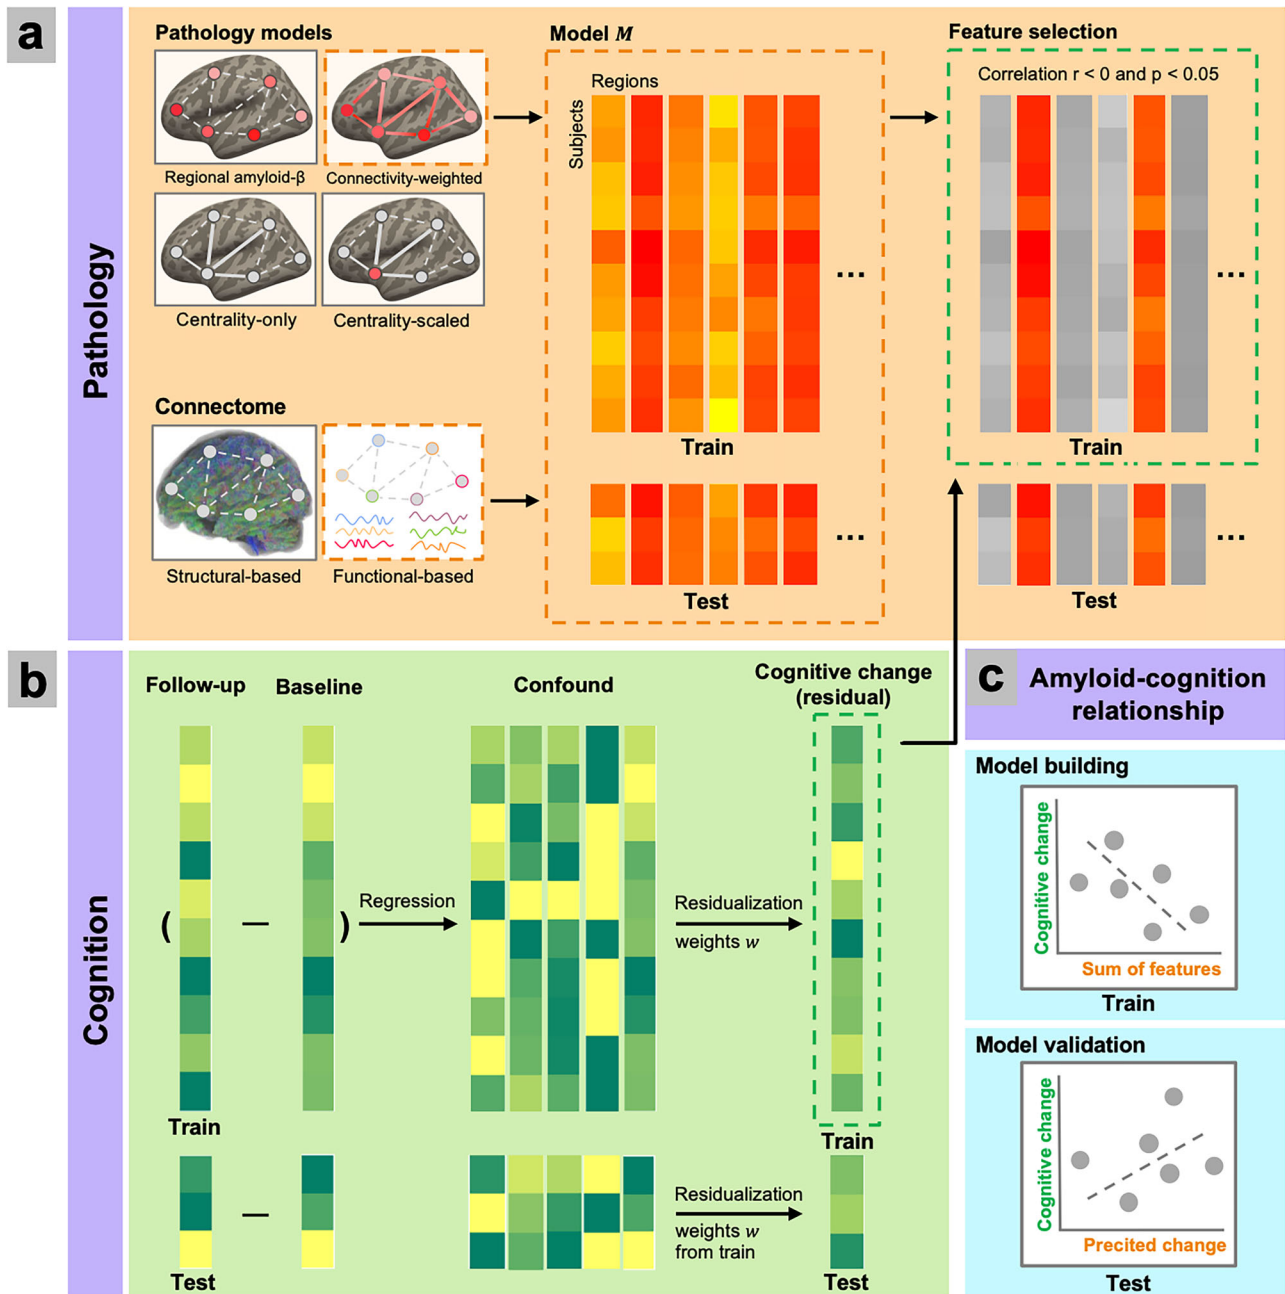 a
Pathology
Pathology models
Regional amyloid-β
Connectivity-weighted
Centrality-only
Centrality-scaled
Connectome
Structural-based
Functional-based
Model M
Regions
Subjects
...
Train
...
Test
Feature selection
Correlation r < 0 and p < 0.05
...
Train
...
Test
b
Cognition
Follow-up
Baseline
Confound
Cognitive change
(residual)
( — )
Regression
Residualization
weights w
Train
Train
—
Residualization
weights w
from train
Test
Test
c
Amyloid-cognition
relationship
Model building
Cognitive change
Sum of features
Train
Model validation
Cognitive change
Precited change
Test